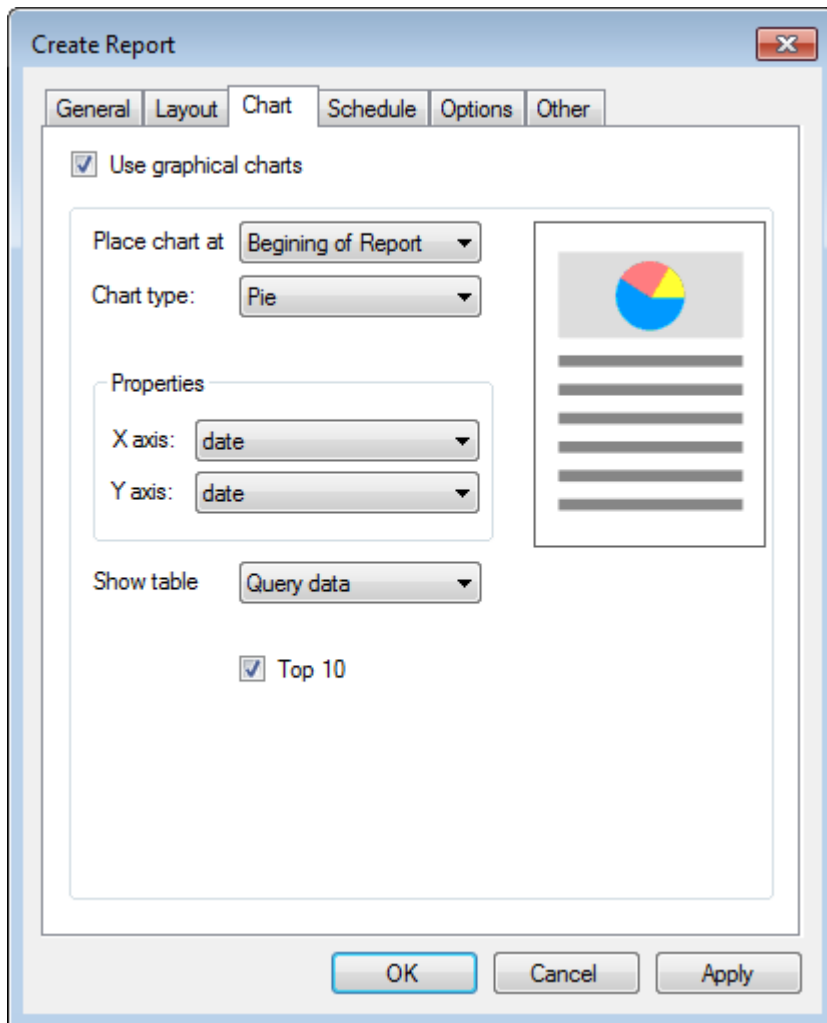 Create Report
General Layout Chart Schedule Options Other
Use graphical charts
Place chart at Begining of Report
Chart type: Pie
Properties
X axis: date
Y axis: date
Show table Query data
Top 10
OK Cancel Apply